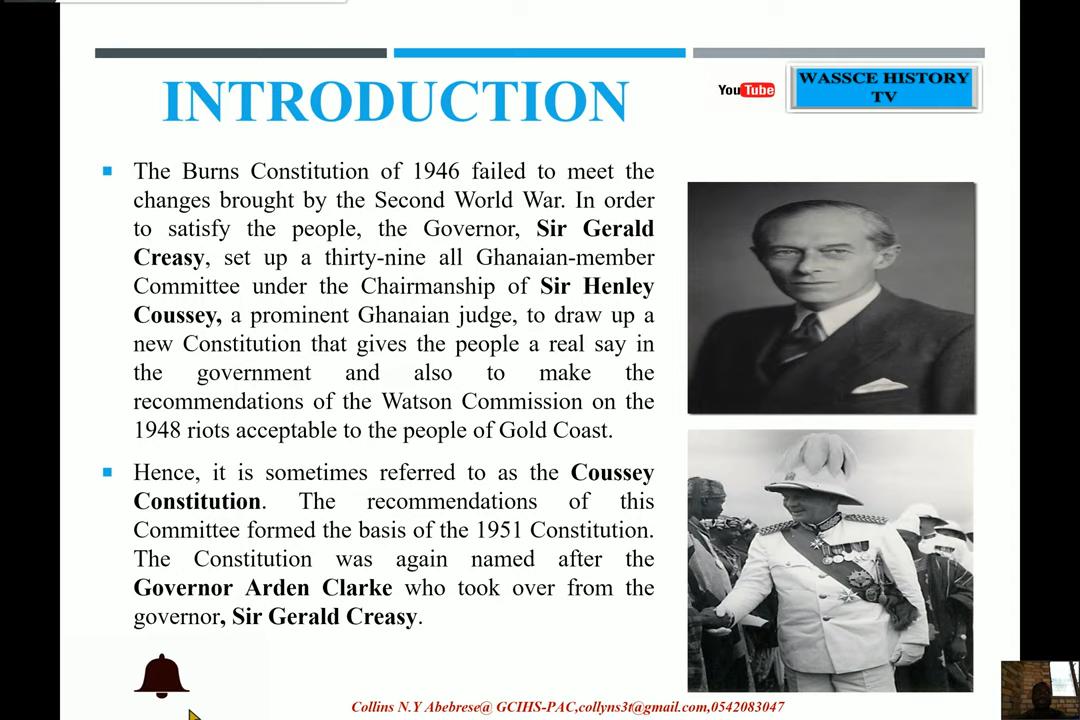 INTRODUCTION
YouTube
WASSCE HISTORY
TV
The Burns Constitution of 1946 failed to meet the
changes brought by the Second World War. In order
to satisfy the people, the Governor, Sir Gerald
Creasy, set up a thirty-nine all Ghanaian-member
Committee under the Chairmanship of Sir Henley
Coussey, a prominent Ghanaian judge, to draw up a
new Constitution that gives the people a real say in
the government and also to make the
recommendations of the Watson Commission on the
1948 riots acceptable to the people of Gold Coast.
Hence, it is sometimes referred to as the Coussey
Constitution. The recommendations of this
Committee formed the basis of the 1951 Constitution.
The Constitution was again named after the
Governor Arden Clarke who took over from the
governor, Sir Gerald Creasy.
Collins N.Y Abebrese@ GCIHS-PAC,collyns3t@gmail.com,0542083047